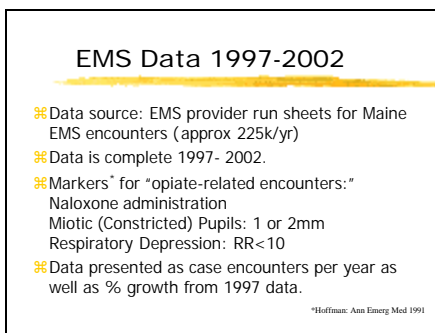 EMS Data 1997-2002
⌘Data source: EMS provider run sheets for Maine
EMS encounters (approx 225k/yr)
⌘Data is complete 1997- 2002.
⌘Markers* for “opiate-related encounters:”
Naloxone administration
Miotic (Constricted) Pupils: 1 or 2mm
Respiratory Depression: RR<10
⌘Data presented as case encounters per year as
well as % growth from 1997 data.
*Hoffman: Ann Emerg Med 1991